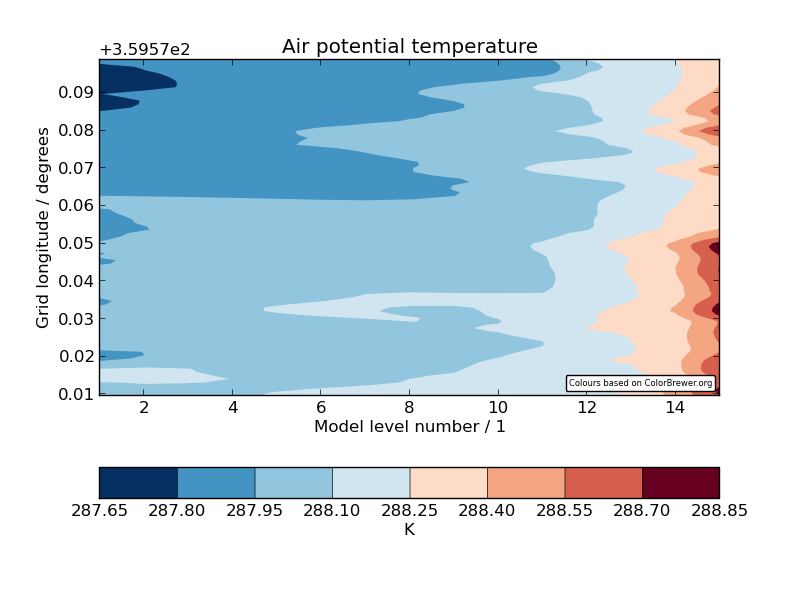 Air potential temperature
+3.5957e2
Grid longitude / degrees
0.09
0.08
0.07
0.06
0.05
0.04
0.03
0.02
0.01
Colours based on ColorBrewer.org
2 4 6 8 10 12 14
Model level number / 1
287.65 287.80 287.95 288.10 288.25 288.40 288.55 288.70 288.85
K